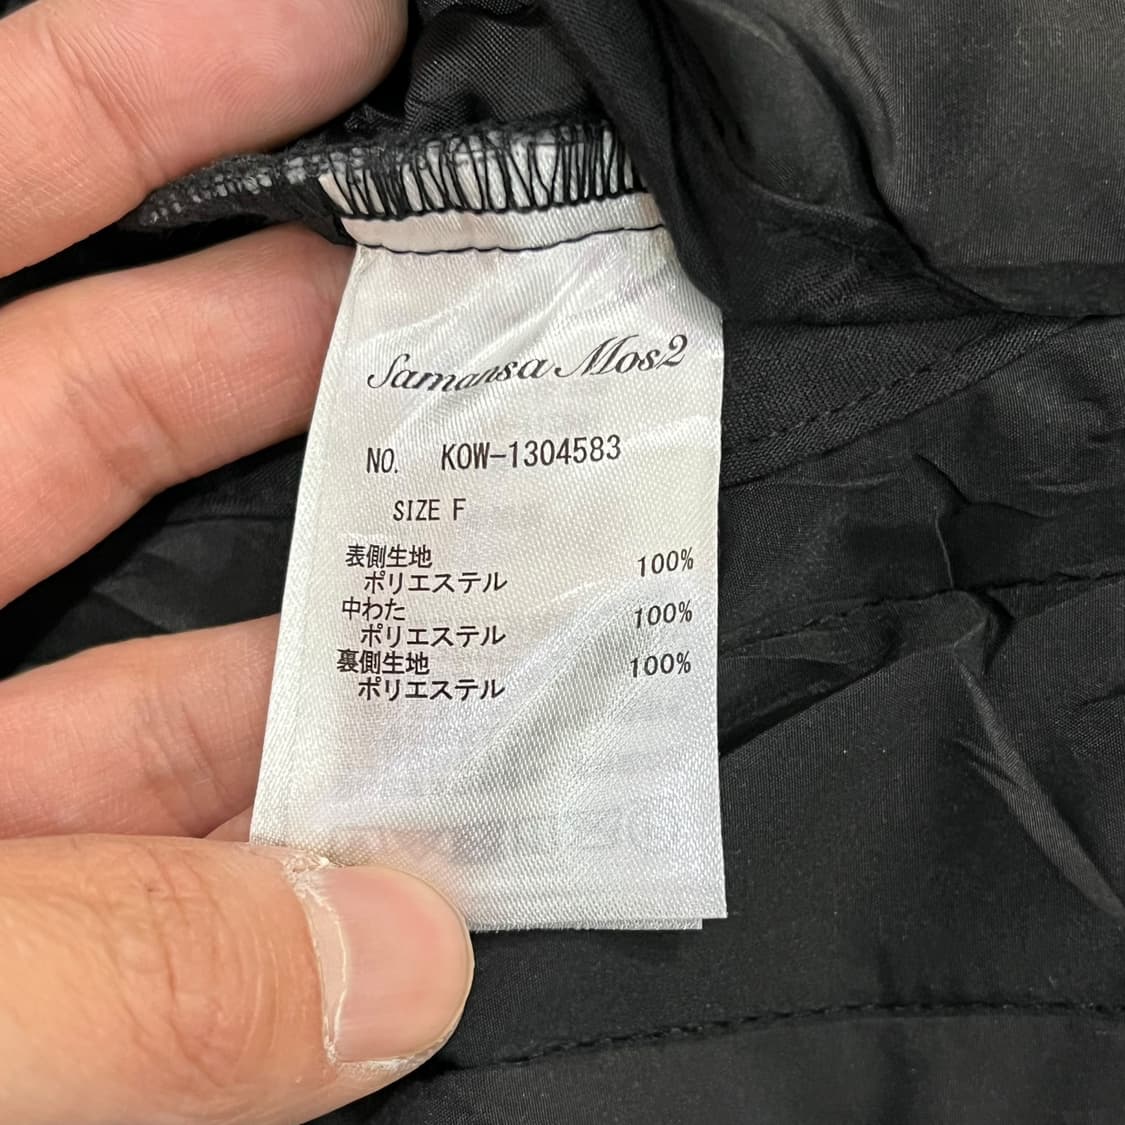 Samansa Mos2
NO. KOW-1304583
SIZE F
表側生地
ポリエステル 100%
中わた
ポリエステル 100%
裏側生地
ポリエステル 100%